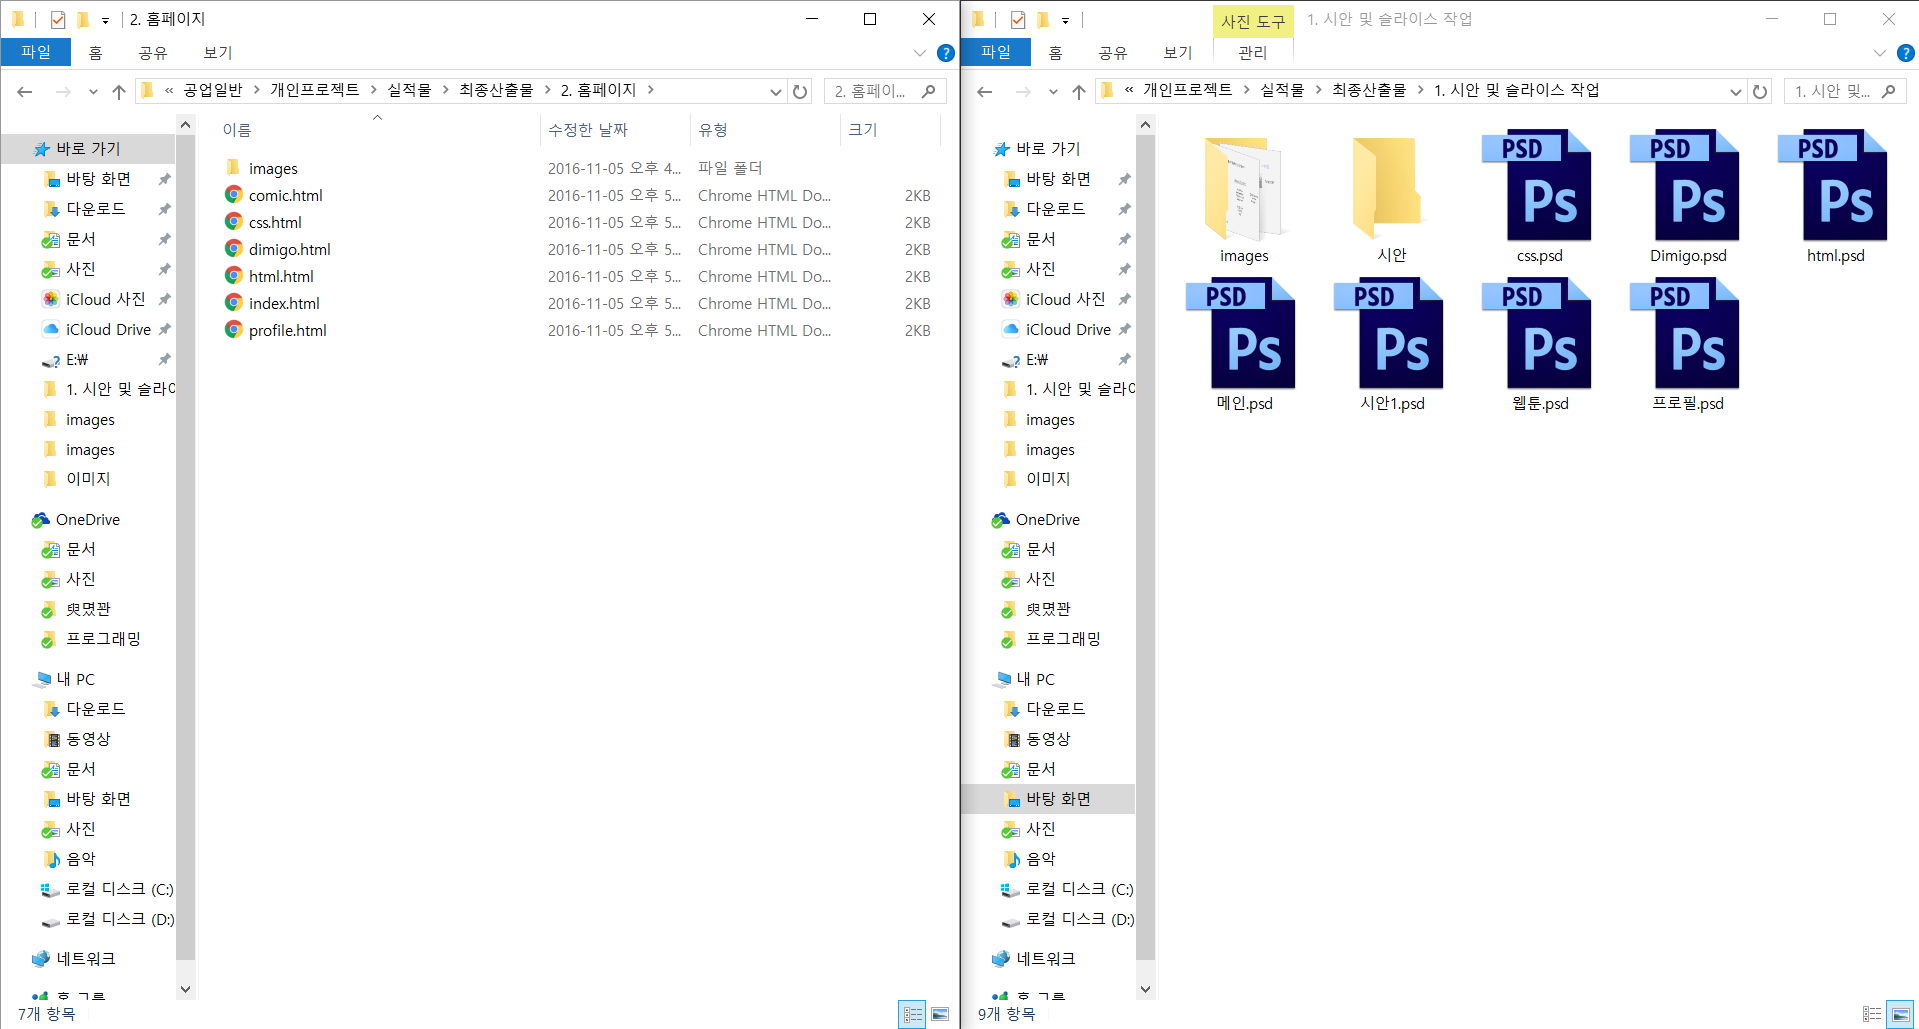 2. 홈페이지
파일 홈 공유 보기
« 공업일반 > 개인프로젝트 > 실적물 > 최종산출물 > 2. 홈페이지 >
2. 홈페이...
바로 가기
바탕 화면
다운로드
문서
사진
iCloud 사진
iCloud Drive
E:₩
1. 시안 및 슬라이
images
images
이미지
OneDrive
문서
사진
프로그래밍
내 PC
다운로드
동영상
문서
바탕 화면
사진
음악
로컬 디스크 (C:)
로컬 디스크 (D:)
네트워크
홈 그룹
이름 수정한 날짜 유형 크기
images 2016-11-05 오후 4... 파일 폴더
comic.html 2016-11-05 오후 5... Chrome HTML Do... 2KB
css.html 2016-11-05 오후 5... Chrome HTML Do... 2KB
dimigo.html 2016-11-05 오후 5... Chrome HTML Do... 2KB
html.html 2016-11-05 오후 5... Chrome HTML Do... 2KB
index.html 2016-11-05 오후 5... Chrome HTML Do... 2KB
profile.html 2016-11-05 오후 5... Chrome HTML Do... 2KB
7개 항목
사진 도구 1. 시안 및 슬라이스 작업
파일 홈 공유 보기 관리
« 개인프로젝트 > 실적물 > 최종산출물 > 1. 시안 및 슬라이스 작업
1. 시안 및...
바로 가기
바탕 화면
다운로드
문서
사진
iCloud 사진
iCloud Drive
E:₩
1. 시안 및 슬라이
images
images
이미지
OneDrive
문서
사진
프로그래밍
내 PC
다운로드
동영상
문서
바탕 화면
사진
음악
로컬 디스크 (C:)
로컬 디스크 (D:)
네트워크
홈 그룹
PSD PSD PSD
Ps Ps Ps
images 시안 css.psd Dimigo.psd html.psd
PSD PSD PSD PSD
Ps Ps Ps Ps
메인.psd 시안1.psd 웹툰.psd 프로필.psd
9개 항목